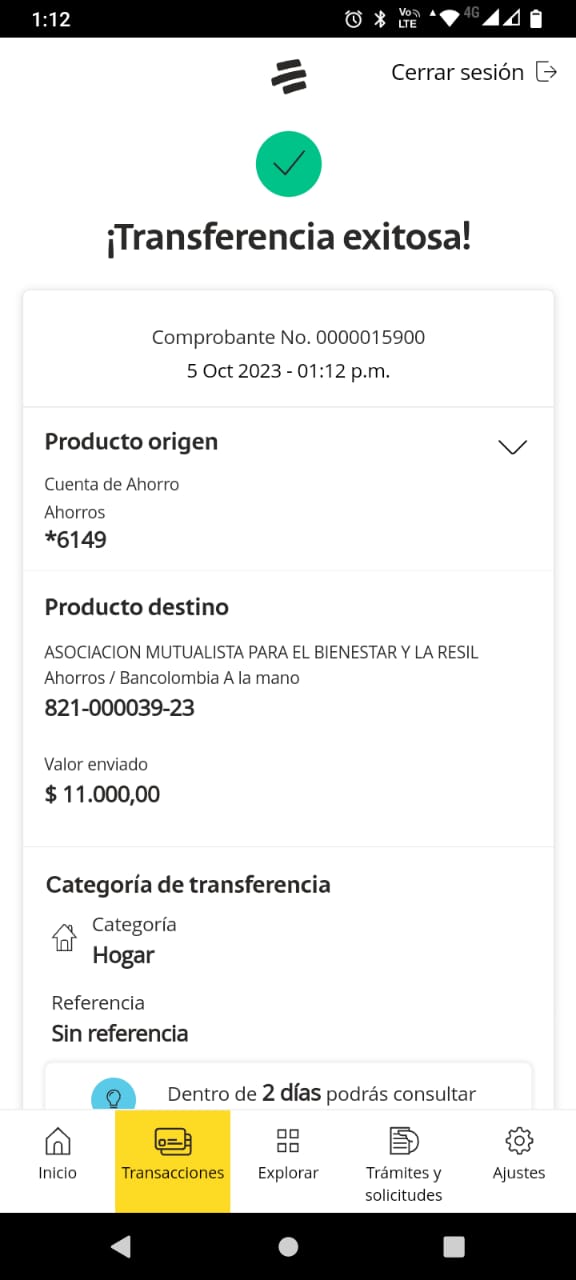 1:12
Vo
LTE
4G
Cerrar sesión
¡Transferencia exitosa!
Comprobante No. 0000015900
5 Oct 2023 - 01:12 p.m.
Producto origen
Cuenta de Ahorro
Ahorros
*6149
Producto destino
ASOCIACION MUTUALISTA PARA EL BIENESTAR Y LA RESIL
Ahorros / Bancolombia A la mano
821-000039-23
Valor enviado
$ 11.000,00
Categoría de transferencia
Categoría
Hogar
Referencia
Sin referencia
Dentro de 2 días podrás consultar
Inicio
Transacciones
Explorar
Trámites y
solicitudes
Ajustes